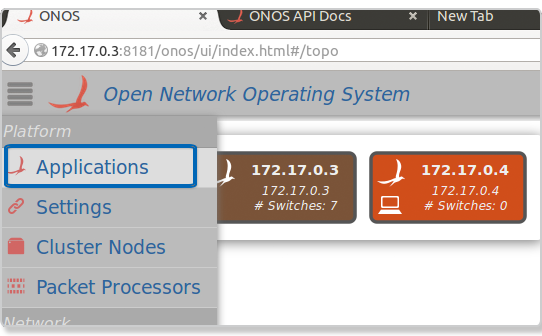 ONOS
ONOS API Docs
New Tab
172.17.0.3:8181/onos/ui/index.html#/topo
Open Network Operating System
Platform
Applications
Settings
Cluster Nodes
Packet Processors
Network
172.17.0.3
172.17.0.3
# Switches: 7
172.17.0.4
172.17.0.4
# Switches: 0